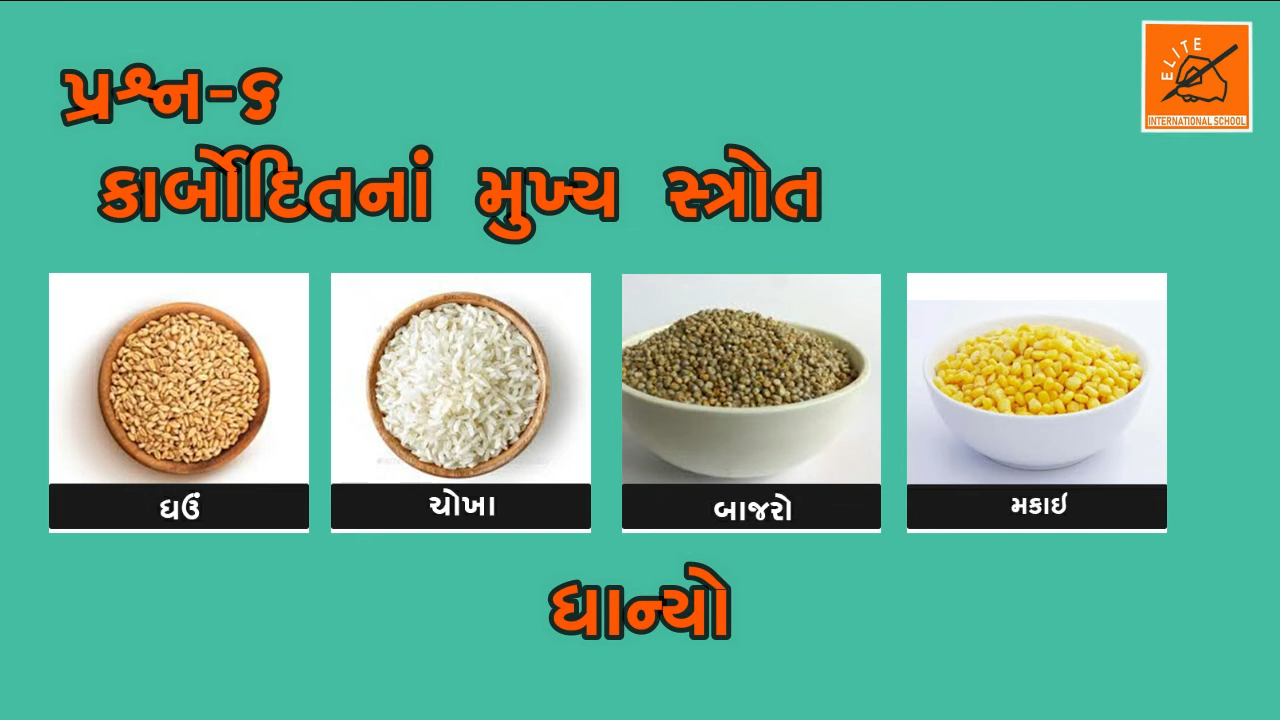 પ્રશ્ન-૬
કાર્બોદિતનાં મુખ્ય સ્ત્રોત
ELITE
INTERNATIONAL SCHOOL
ઘઉં
ચોખા
બાજરો
મકાઇ
ધાન્યો